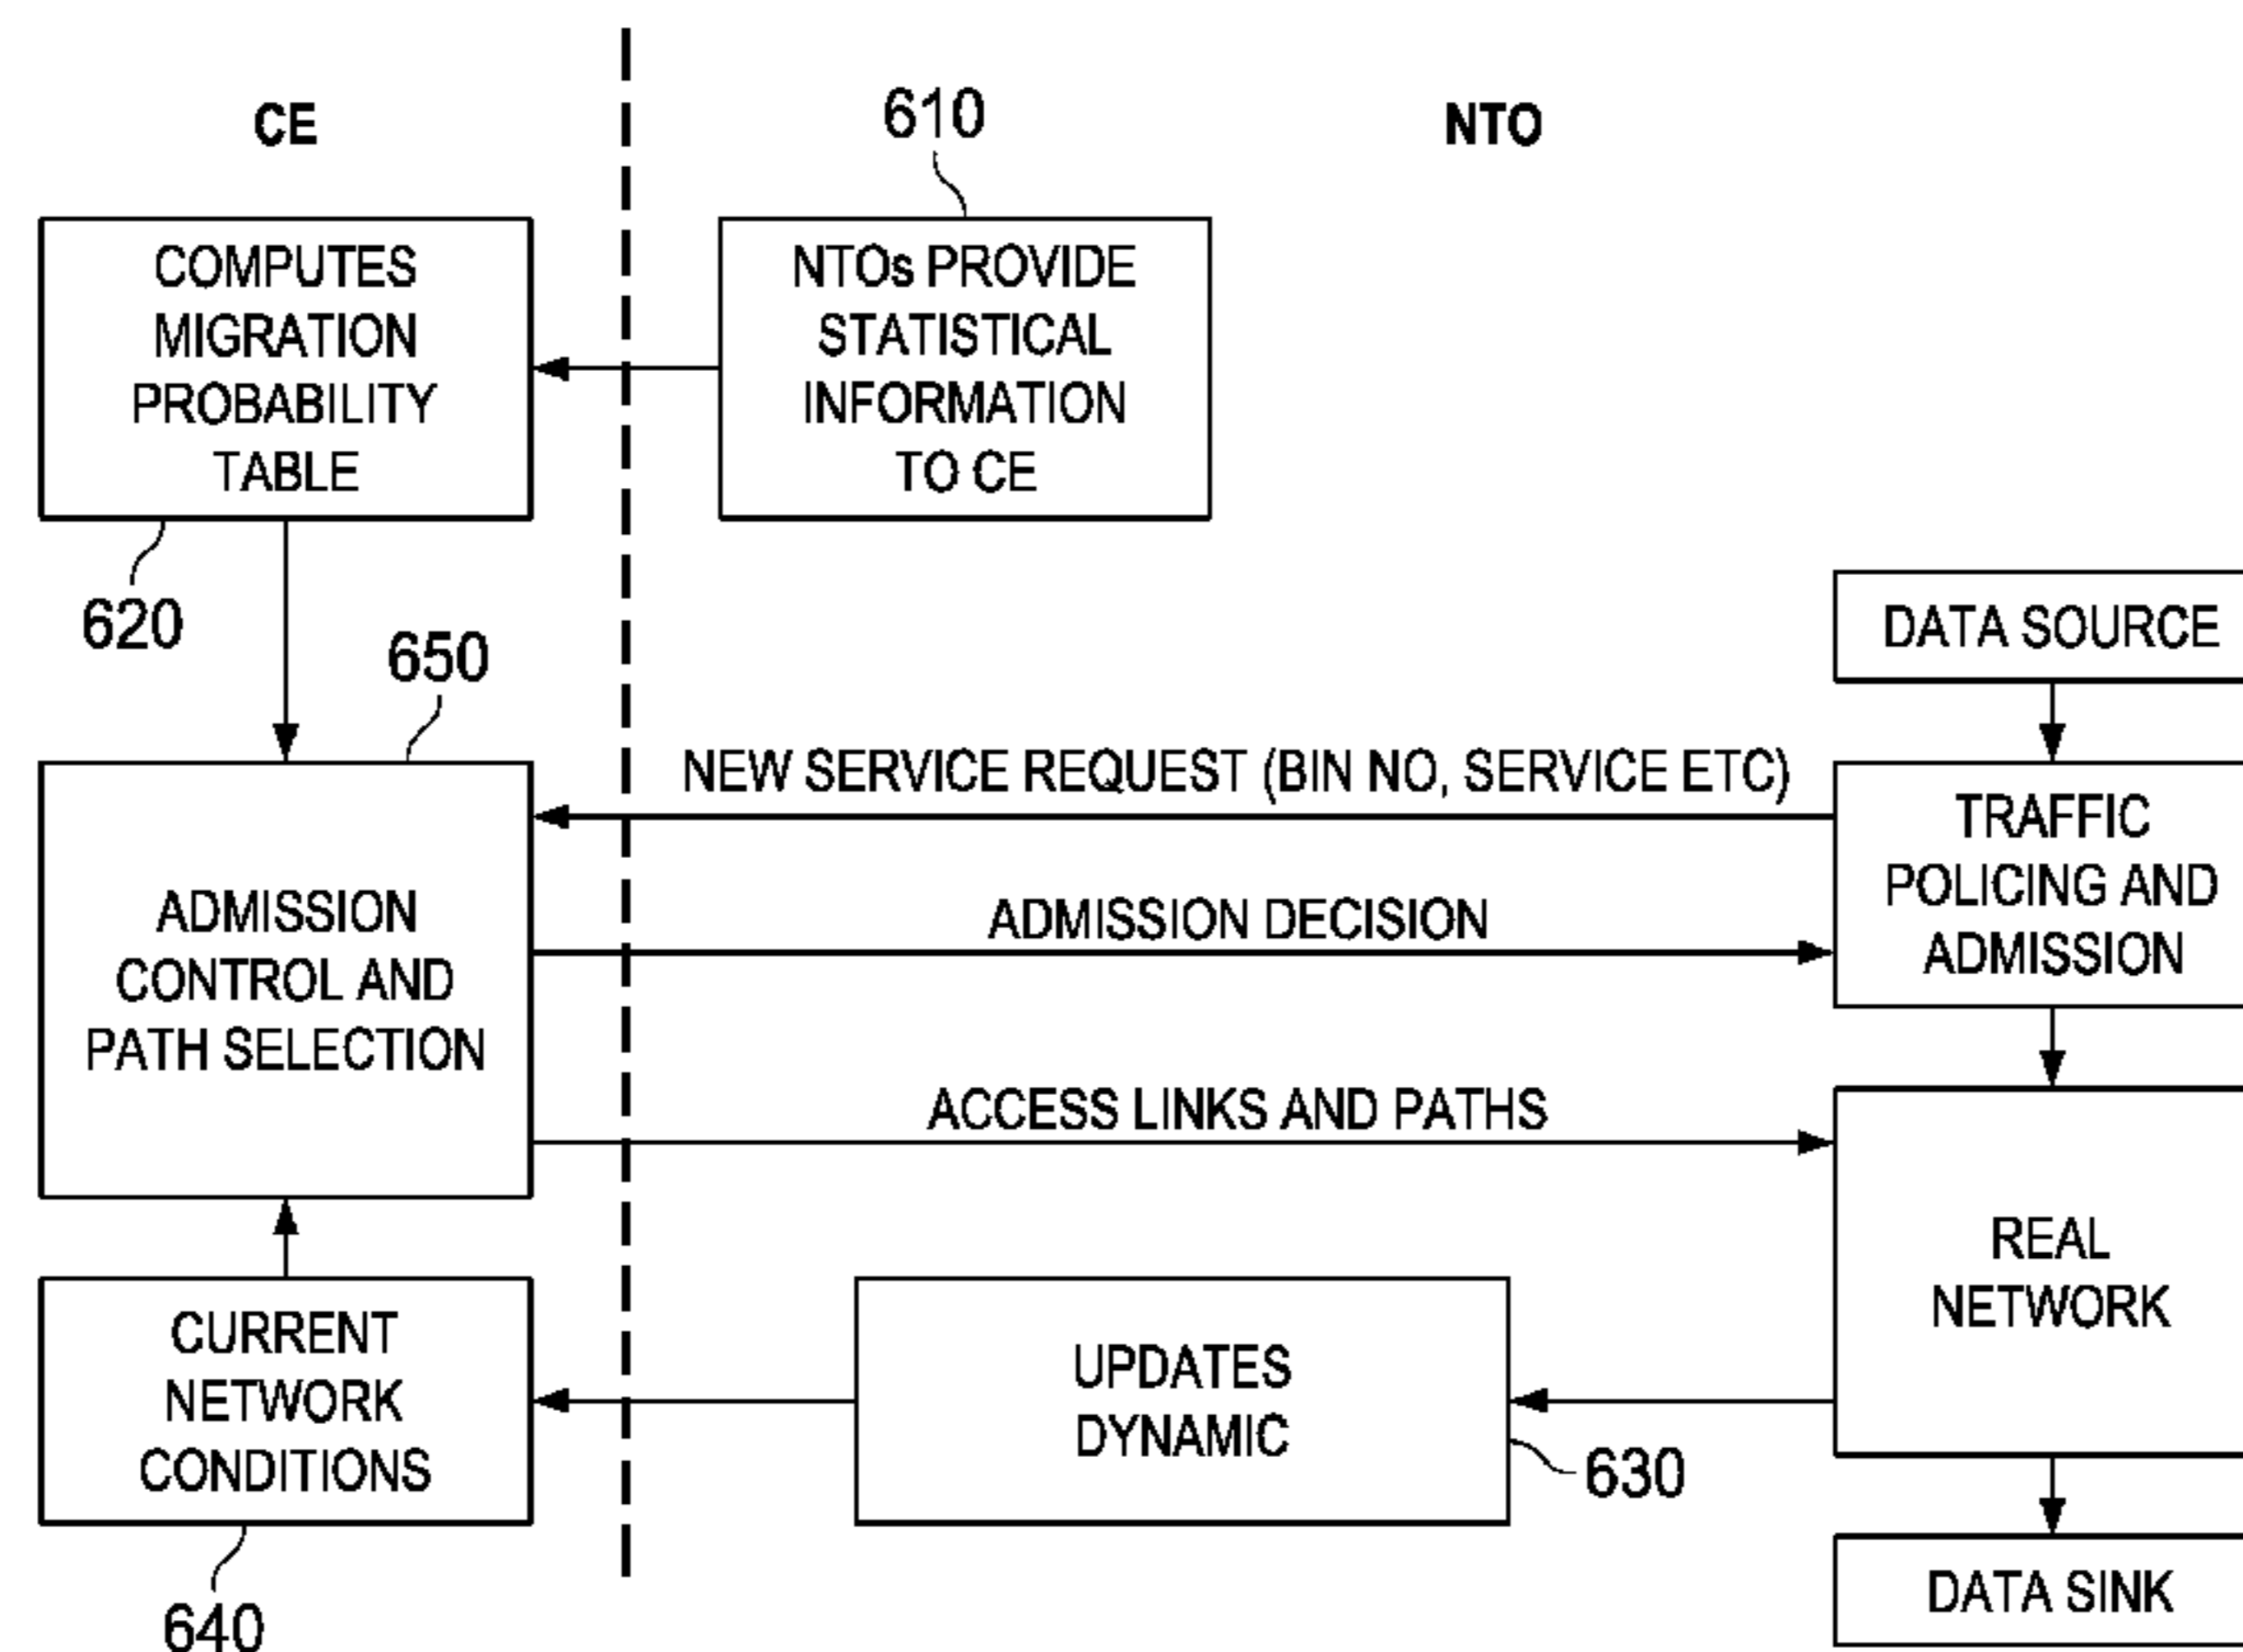 CE
610
NTO
COMPUTES
MIGRATION
PROBABILITY
TABLE
NTOs PROVIDE
STATISTICAL
INFORMATION
TO CE
620
650
DATA SOURCE
NEW SERVICE REQUEST (BIN NO, SERVICE ETC)
TRAFFIC
POLICING AND
ADMISSION
ADMISSION DECISION
ADMISSION
CONTROL AND
PATH SELECTION
ACCESS LINKS AND PATHS
REAL
NETWORK
CURRENT
NETWORK
CONDITIONS
UPDATES
DYNAMIC
630
640
DATA SINK